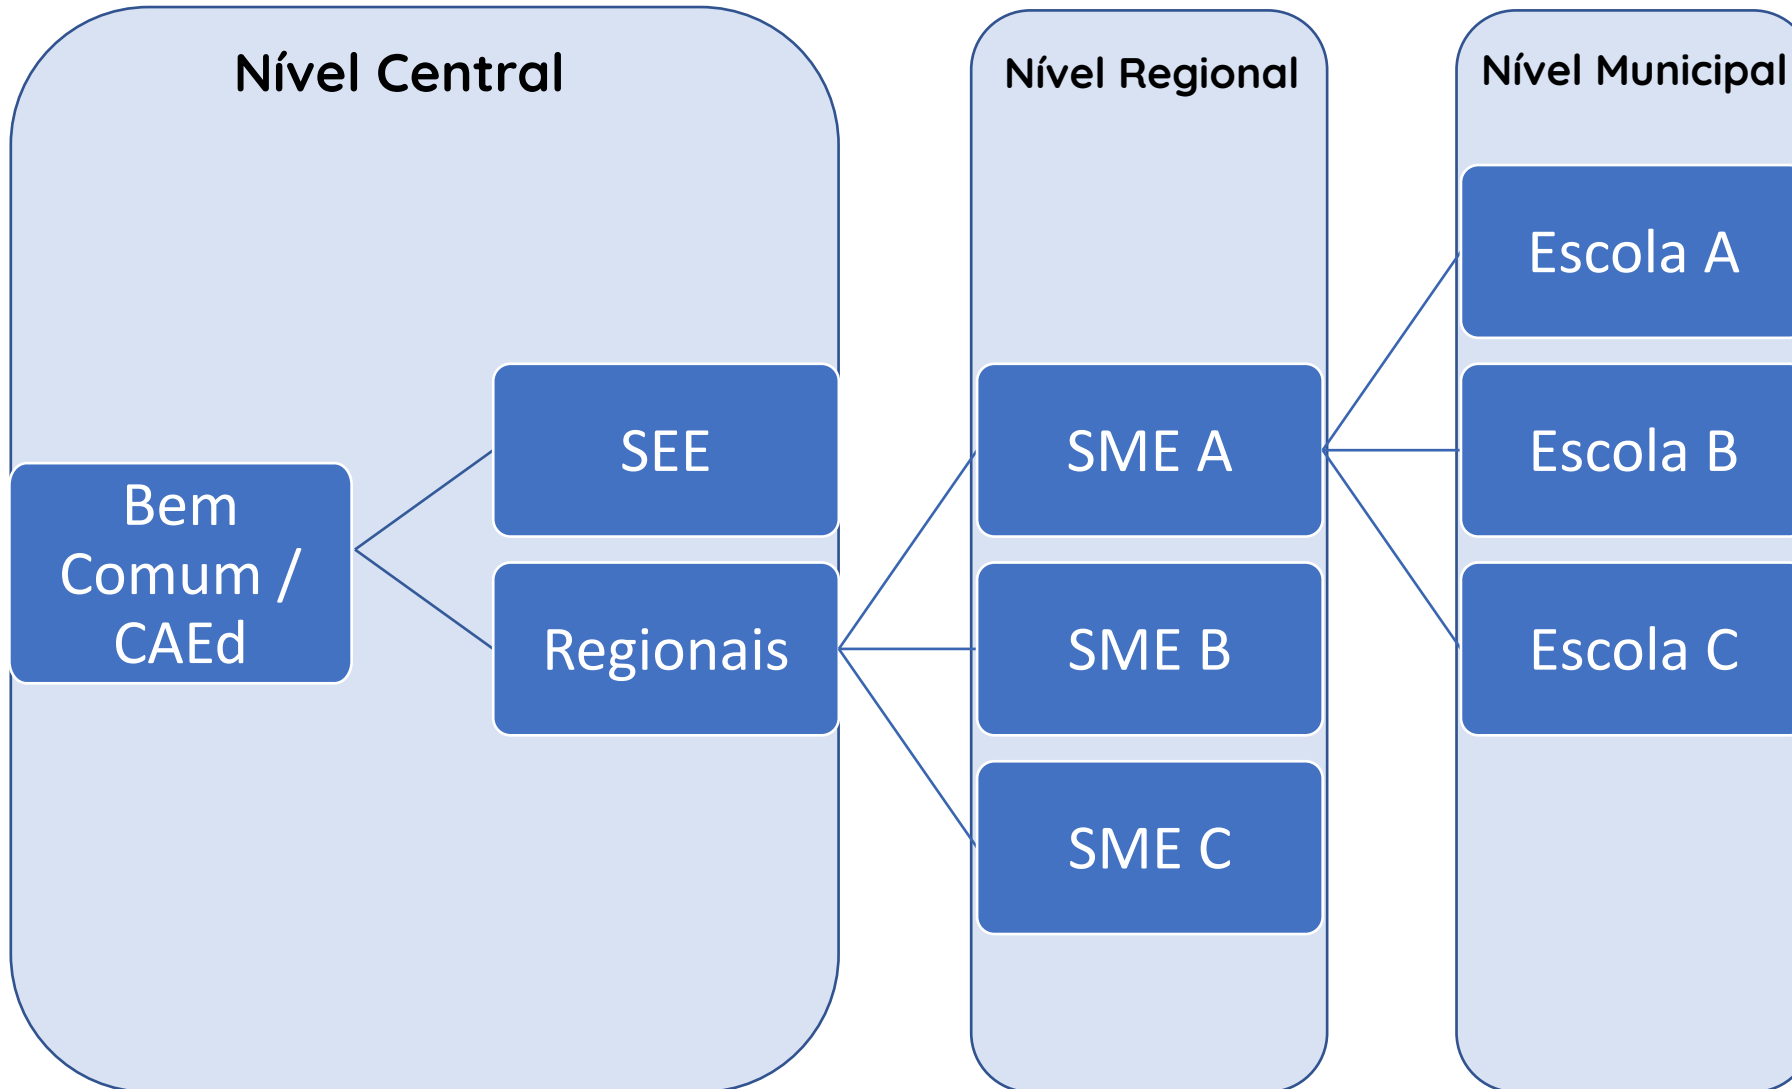 Nível Central
Bem
Comum /
CAEd
SEE
Regionais
Nível Regional
SME A
SME B
SME C
Nível Municipal
Escola A
Escola B
Escola C